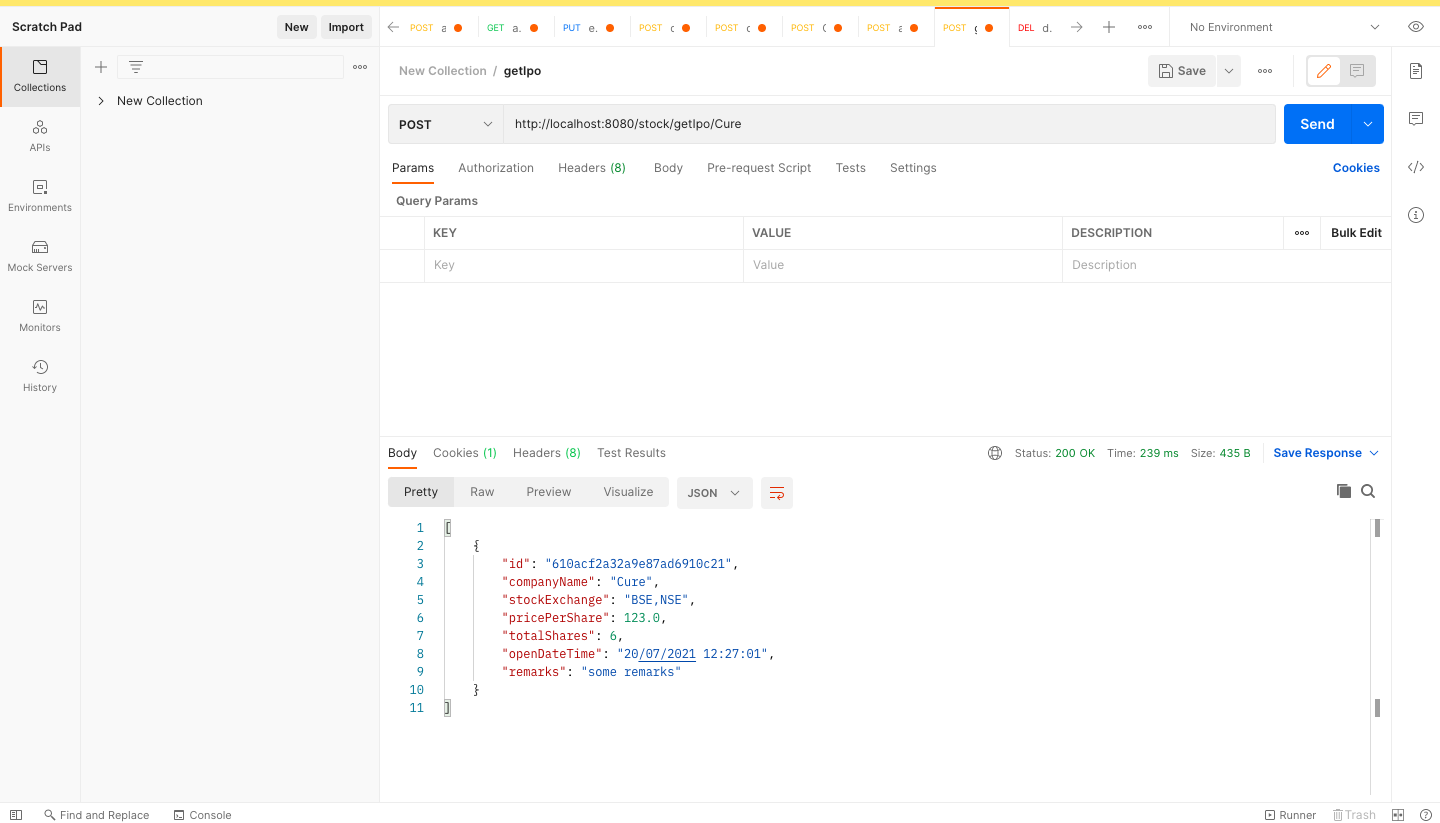 Scratch Pad New Import POST a GET a. PUT e. POST c POST c POST C POST a POST g DEL d. No Environment
Collections
APIs
Environments
Mock Servers
Monitors
History
New Collection
New Collection / getIpo Save
POST http://localhost:8080/stock/getIpo/Cure Send
Params Authorization Headers (8) Body Pre-request Script Tests Settings Cookies
Query Params
KEY VALUE DESCRIPTION Bulk Edit
Key Value Description
Body Cookies (1) Headers (8) Test Results Status: 200 OK Time: 239 ms Size: 435 B Save Response
Pretty Raw Preview Visualize JSON
1 [
2 {
3 "id": "610acf2a32a9e87ad6910c21",
4 "companyName": "Cure",
5 "stockExchange": "BSE,NSE",
6 "pricePerShare": 123.0,
7 "totalShares": 6,
8 "openDateTime": "20/07/2021 12:27:01",
9 "remarks": "some remarks"
10 }
11 ]
Find and Replace Console Runner Trash